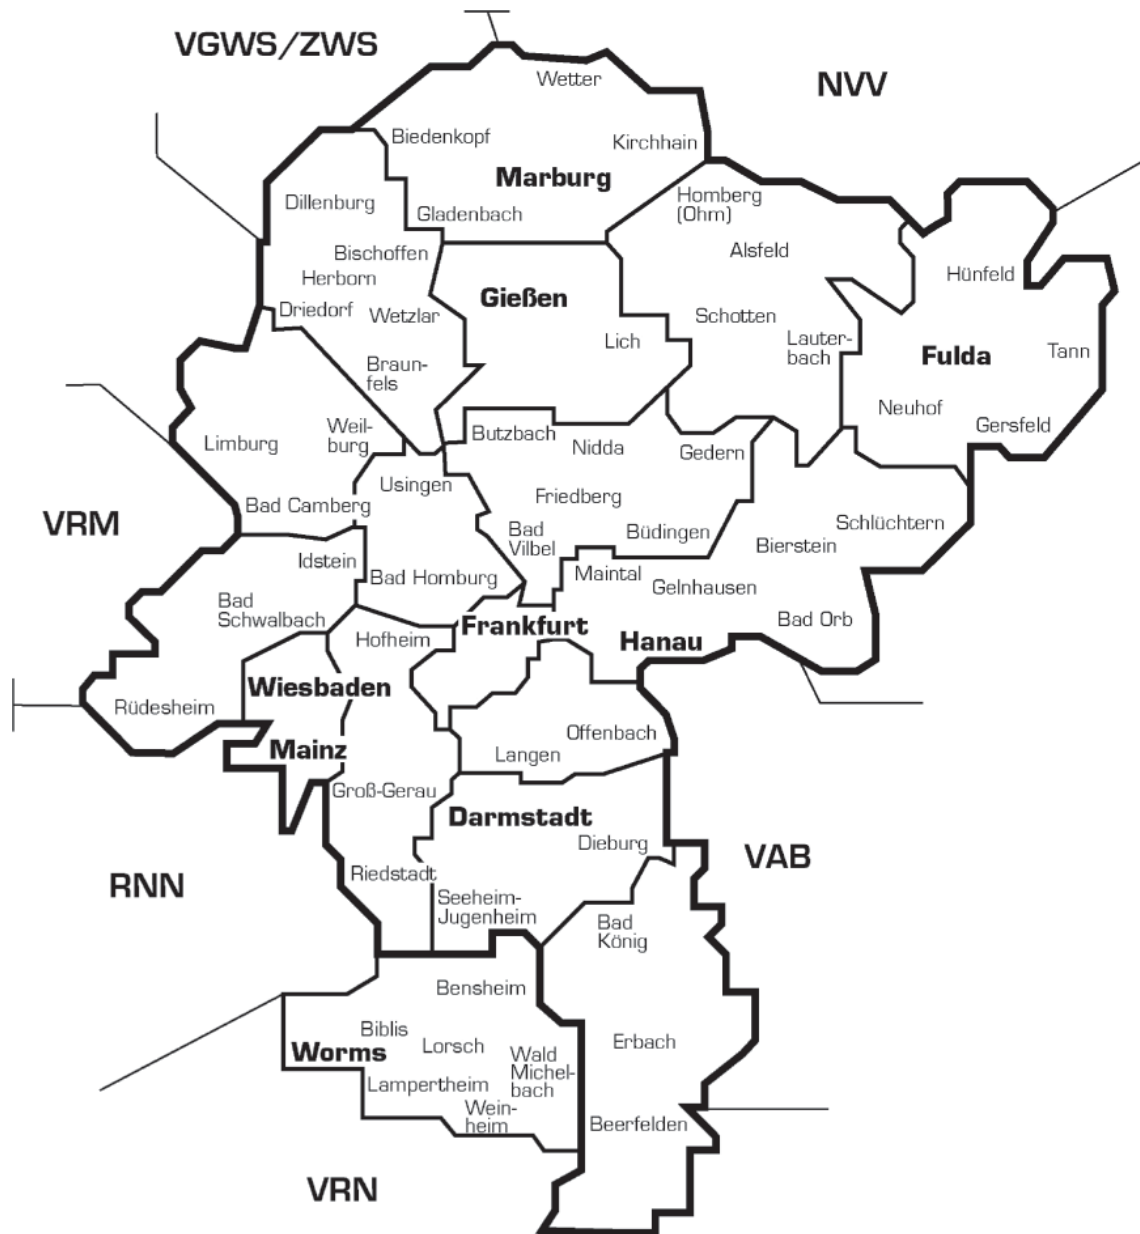 VGWS/ZWS
NVV
Wetter
Biedenkopf
Kirchhain
Marburg
Homberg
(Ohm)
Dillenburg
Gladenbach
Alsfeld
Bischoffen
Herborn
Hünfeld
Gießen
Driedorf
Wetzlar
Schotten
Lich
Lauter-
bach
Fulda
Tann
Braun-
fels
Neuhof
Gersfeld
Limburg
Weil-
burg
Butzbach
Nidda
Gedern
Usingen
Friedberg
Bad Camberg
VRM
Schlüchtern
Bad
Vilbel
Büdingen
Bierstein
Idstein
Bad Homburg
Maintal
Gelnhausen
Bad
Schwalbach
Bad Orb
Frankfurt
Hofheim
Hanau
Wiesbaden
Rüdesheim
Offenbach
Mainz
Langen
Groß-Gerau
Darmstadt
Dieburg
VAB
RNN
Riedstadt
Seeheim-
Jugenheim
Bad
König
Bensheim
Biblis
Lorsch
Erbach
Worms
Wald
Michel-
bach
Lampertheim
Wein-
heim
Beerfelden
VRN